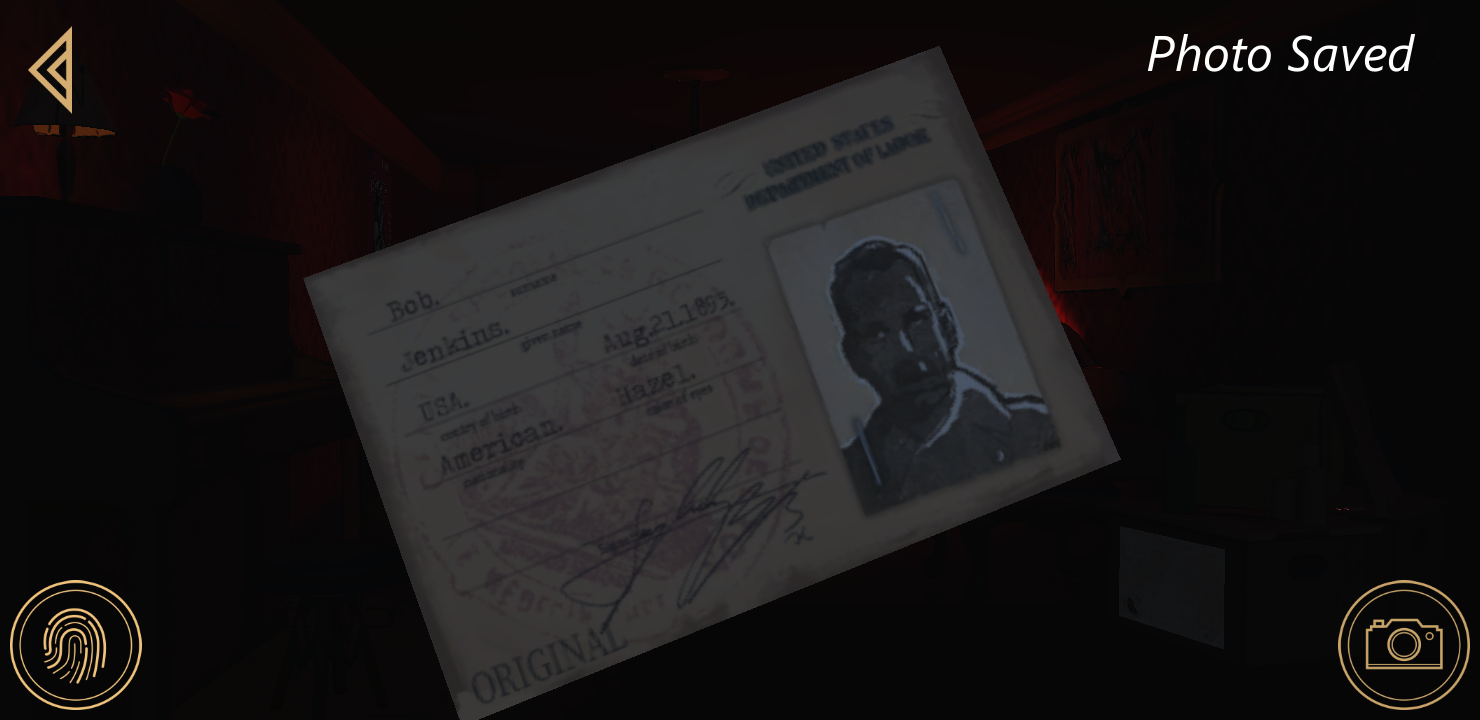 Photo Saved
UNITED STATES
DEPARTMENT OF LABOR
Bob.
surname
Jenkins.
given name
Aug.21.1895.
date of birth
USA.
country of birth
Hazel.
color of eyes
American.
nationality
ORIGINAL